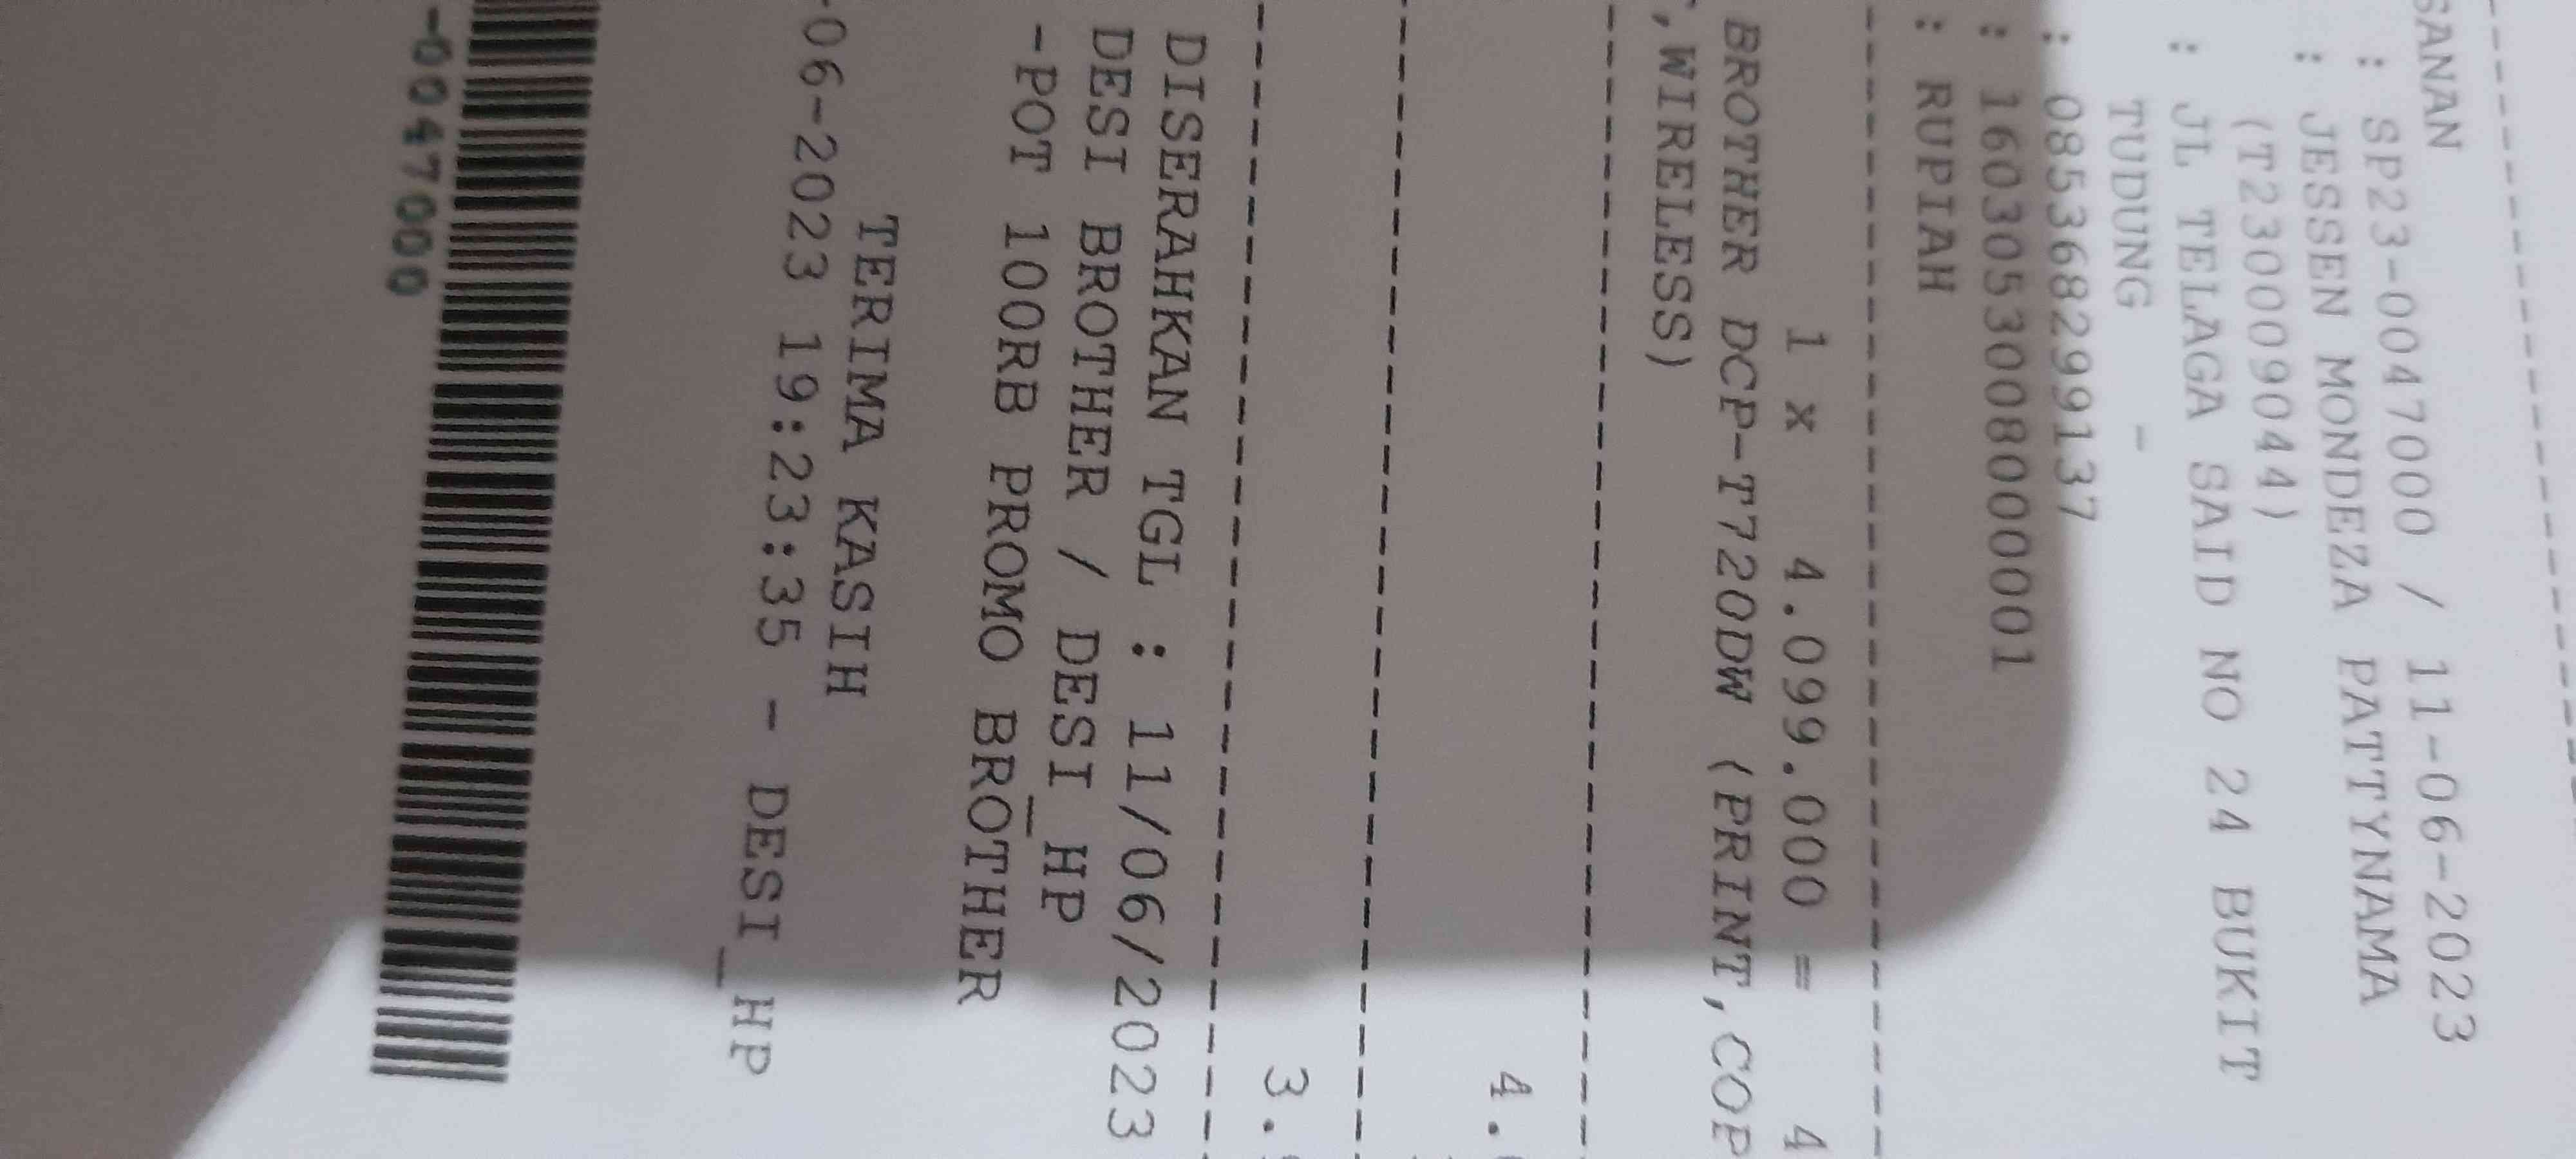 SANAN
: SP23-0047000 / 11-06-2023
: JESSEN MONDEZA PATTYNAMA
(T230009044)
: JL TELAGA SAID NO 24 BUKIT
TUDUNG -
: 085368299137
: 1603053008000001
: RUPIAH
1 x 4.099.000 = 4
BROTHER DCP-T720DW (PRINT,COP
,WIRELESS)
4.
3.
DISERAHKAN TGL : 11/06/2023
DESI BROTHER / DESI_HP
-POT 100RB PROMO BROTHER
TERIMA KASIH
-06-2023 19:23:35 - DESI_HP
-0047000